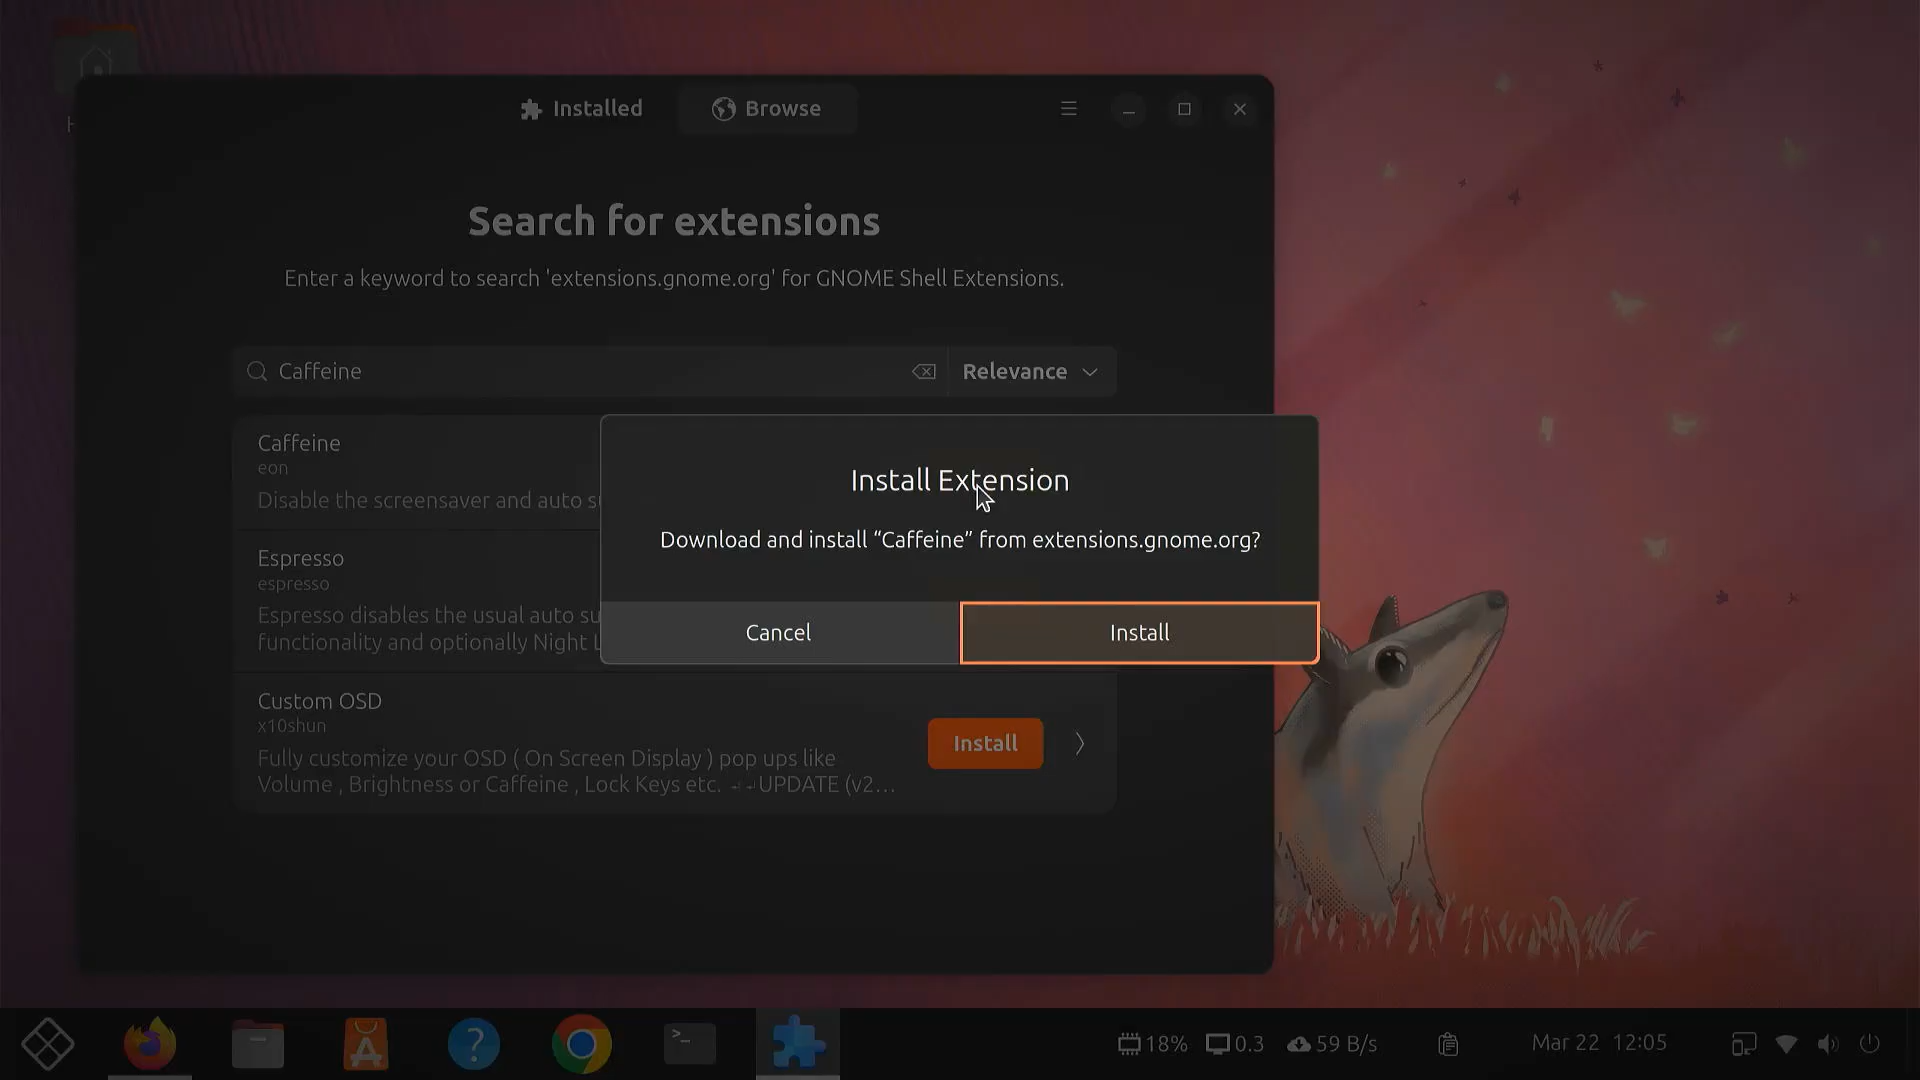 Installed
Browse
Search for extensions
Enter a keyword to search 'extensions.gnome.org' for GNOME Shell Extensions.
Caffeine
Relevance
Caffeine
eon
Disable the screensaver and auto
Espresso
espresso
Espresso disables the usual auto
functionality and optionally Night
Install Extension
Download and install “Caffeine” from extensions.gnome.org?
Cancel
Install
Custom OSD
x10shun
Fully customize your OSD ( On Screen Display ) pop ups like
Volume , Brightness or Caffeine , Lock Keys etc. ↵↵UPDATE (v2…
Install
18% 0.3 59 B/s
Mar 22 12:05